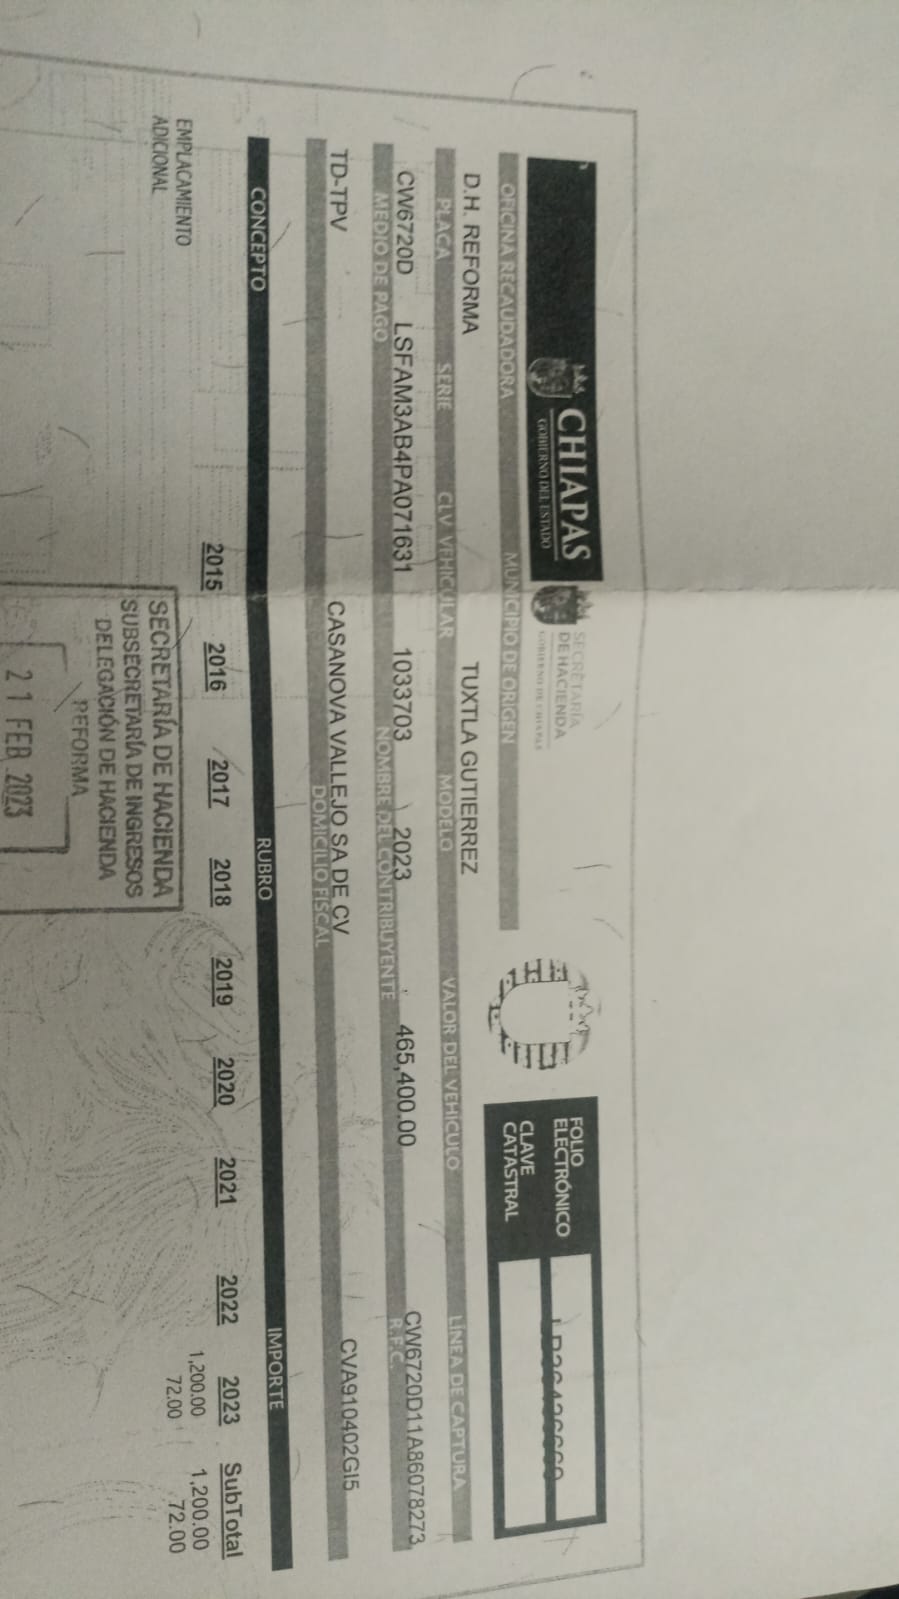 CHIAPAS
GOBIERNO DEL ESTADO
SECRETARÍA
DE HACIENDA
GOBIERNO DE CHIAPAS
FOLIO
ELECTRÓNICO
CLAVE
CATASTRAL
OFICINA RECAUDADORA MUNICIPIO DE ORIGEN
D.H. REFORMA TUXTLA GUTIERREZ
PLACA SERIE CLV. VEHICULAR MODELO VALOR DEL VEHICULO LÍNEA DE CAPTURA
CW6720D LSFAM3AB4PA071631 1033703 2023 465,400.00 CW6720D11A86078273
MEDIO DE PAGO NOMBRE DEL CONTRIBUYENTE R.F.C.
TD-TPV CASANOVA VALLEJO SA DE CV CVA910402GI5
DOMICILIO FISCAL
CONCEPTO RUBRO IMPORTE
2015 2016 2017 2018 2019 2020 2021 2022 2023 SubTotal
EMPLACAMIENTO 1,200.00 1,200.00
ADICIONAL 72.00 72.00
SECRETARÍA DE HACIENDA
SUBSECRETARÍA DE INGRESOS
DELEGACIÓN DE HACIENDA
REFORMA
21 FEB 2023